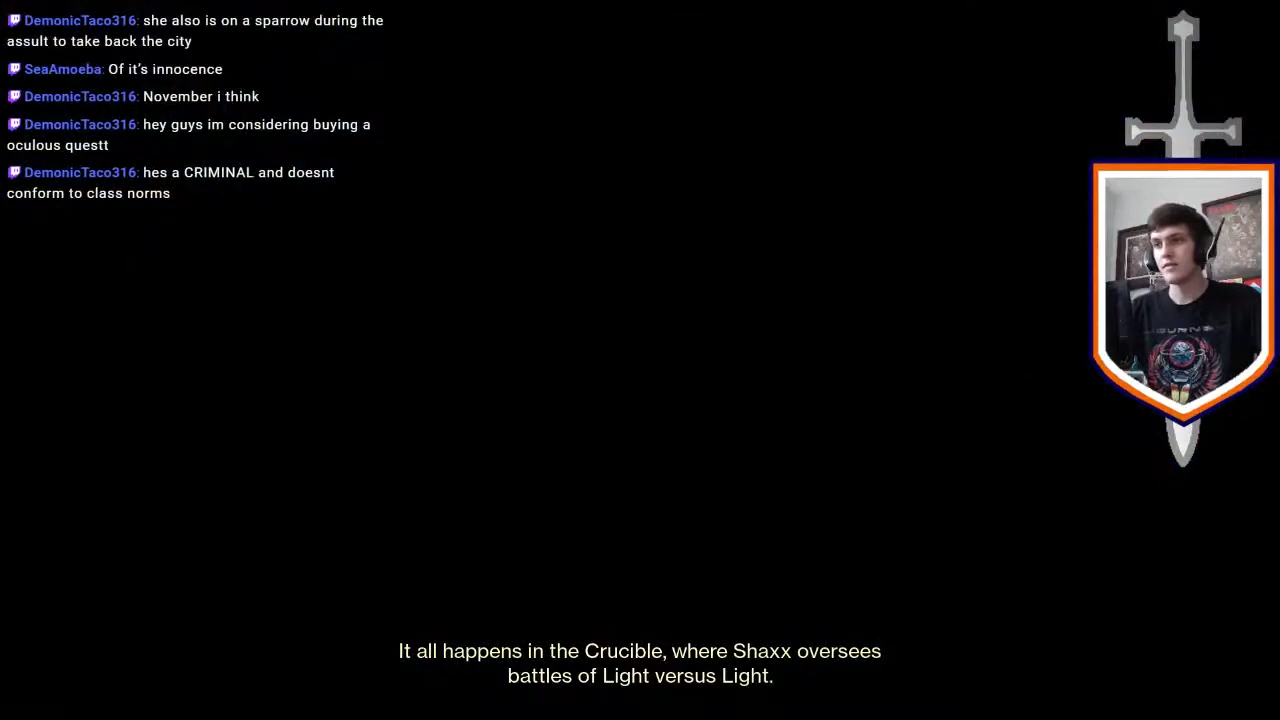 DemonicTaco316: she also is on a sparrow during the
assult to take back the city
SeaAmoeba: Of it's innocence
DemonicTaco316: November i think
DemonicTaco316: hey guys im considering buying a
oculous questt
DemonicTaco316: hes a CRIMINAL and doesnt
conform to class norms
It all happens in the Crucible, where Shaxx oversees
battles of Light versus Light.